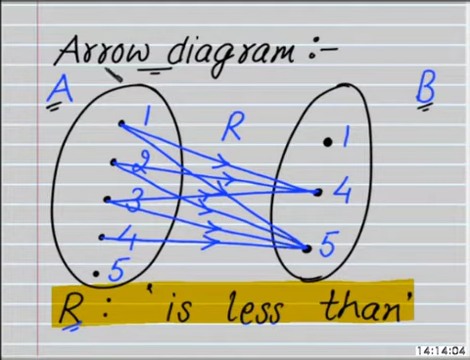 Arrow diagram :-
A B
1 R 1
2
3 4
4 5
5
R : 'is less than'
14:14:04